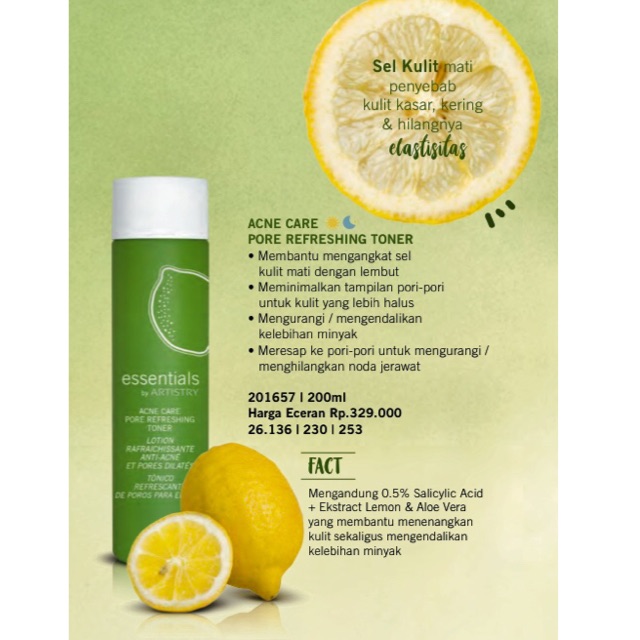 Sel Kulit mati
penyebab
kulit kasar, kering
& hilangnya
elastisitas
ACNE CARE
PORE REFRESHING TONER
• Membantu mengangkat sel
kulit mati dengan lembut
• Meminimalkan tampilan pori-pori
untuk kulit yang lebih halus
• Mengurangi / mengendalikan
kelebihan minyak
• Meresap ke pori-pori untuk mengurangi /
menghilangkan noda jerawat
201657 | 200ml
Harga Eceran Rp.329.000
26.136 | 230 | 253
FACT
Mengandung 0.5% Salicylic Acid
+ Ekstract Lemon & Aloe Vera
yang membantu menenangkan
kulit sekaligus mengendalikan
kelebihan minyak
essentials
by ARTISTRY
ACNE CARE
PORE REFRESHING
TONER
LOTION
RAFRAICHISSANTE
ANTI-ACNÉ
ET PORES DILATÉS
TÓNICO
REFRESCANTE
DE POROS PARA EL